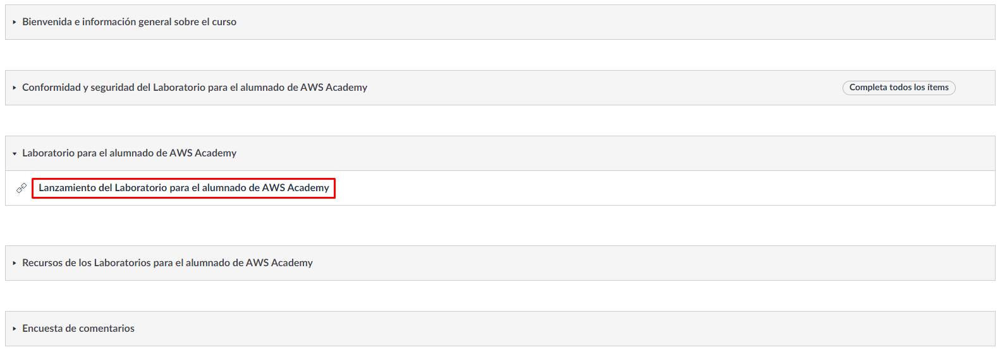 Bienvenida e información general sobre el curso
Conformidad y seguridad del Laboratorio para el alumnado de AWS Academy
Completa todos los ítems
Laboratorio para el alumnado de AWS Academy
Lanzamiento del Laboratorio para el alumnado de AWS Academy
Recursos de los Laboratorios para el alumnado de AWS Academy
Encuesta de comentarios